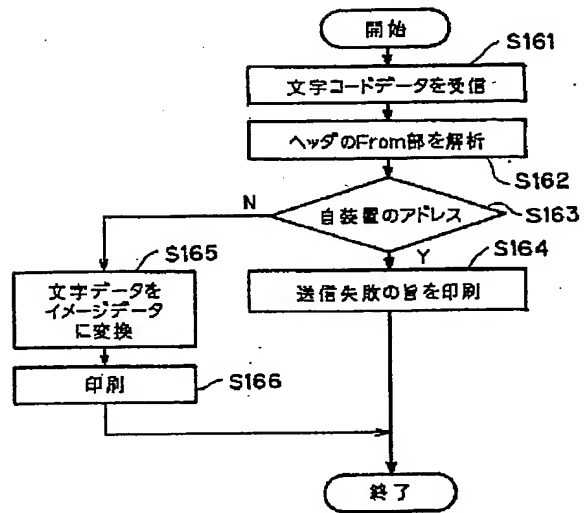 開始
S161
文字コードデータを受信
ヘッダのFrom部を解析
S162
自装置のアドレス
S163
N
Y
S164
送信失敗の旨を印刷
S165
文字データを
イメージデータ
に変換
印刷
S166
終了